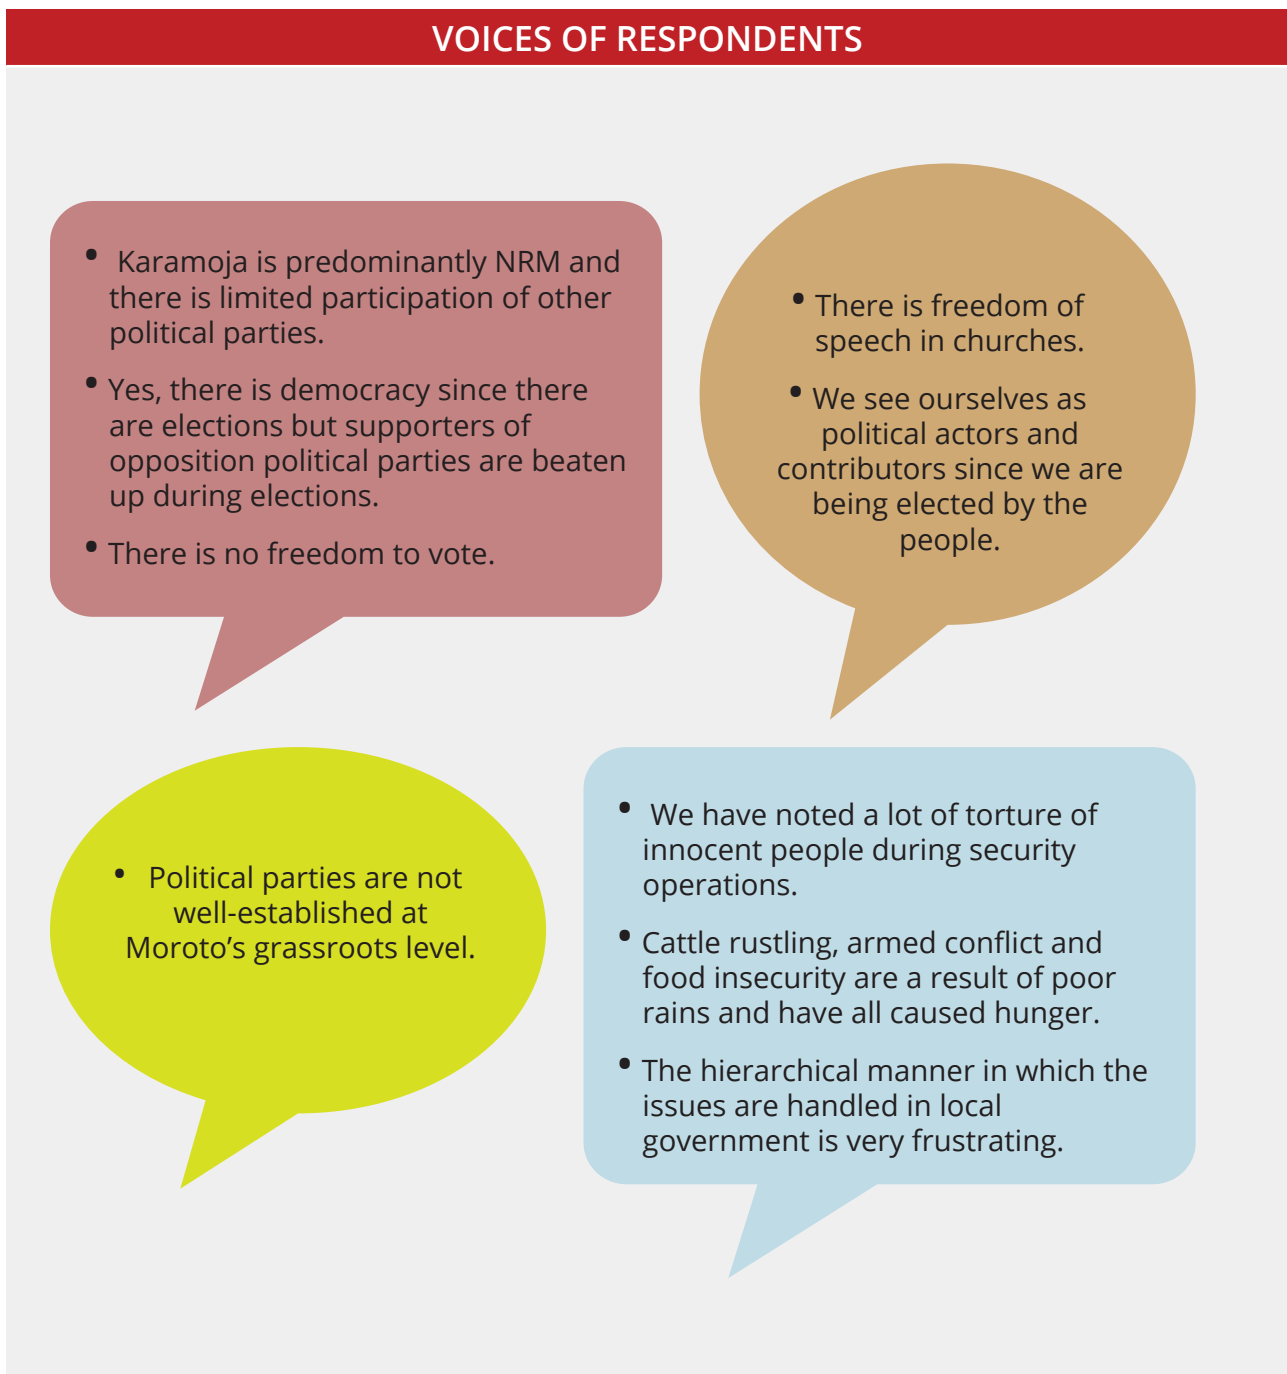 VOICES OF RESPONDENTS
• Karamoja is predominantly NRM and
there is limited participation of other
political parties.
• Yes, there is democracy since there
are elections but supporters of
opposition political parties are beaten
up during elections.
• There is no freedom to vote.
• There is freedom of
speech in churches.
• We see ourselves as
political actors and
contributors since we are
being elected by the
people.
• Political parties are not
well-established at
Moroto’s grassroots level.
• We have noted a lot of torture of
innocent people during security
operations.
• Cattle rustling, armed conflict and
food insecurity are a result of poor
rains and have all caused hunger.
• The hierarchical manner in which the
issues are handled in local
government is very frustrating.